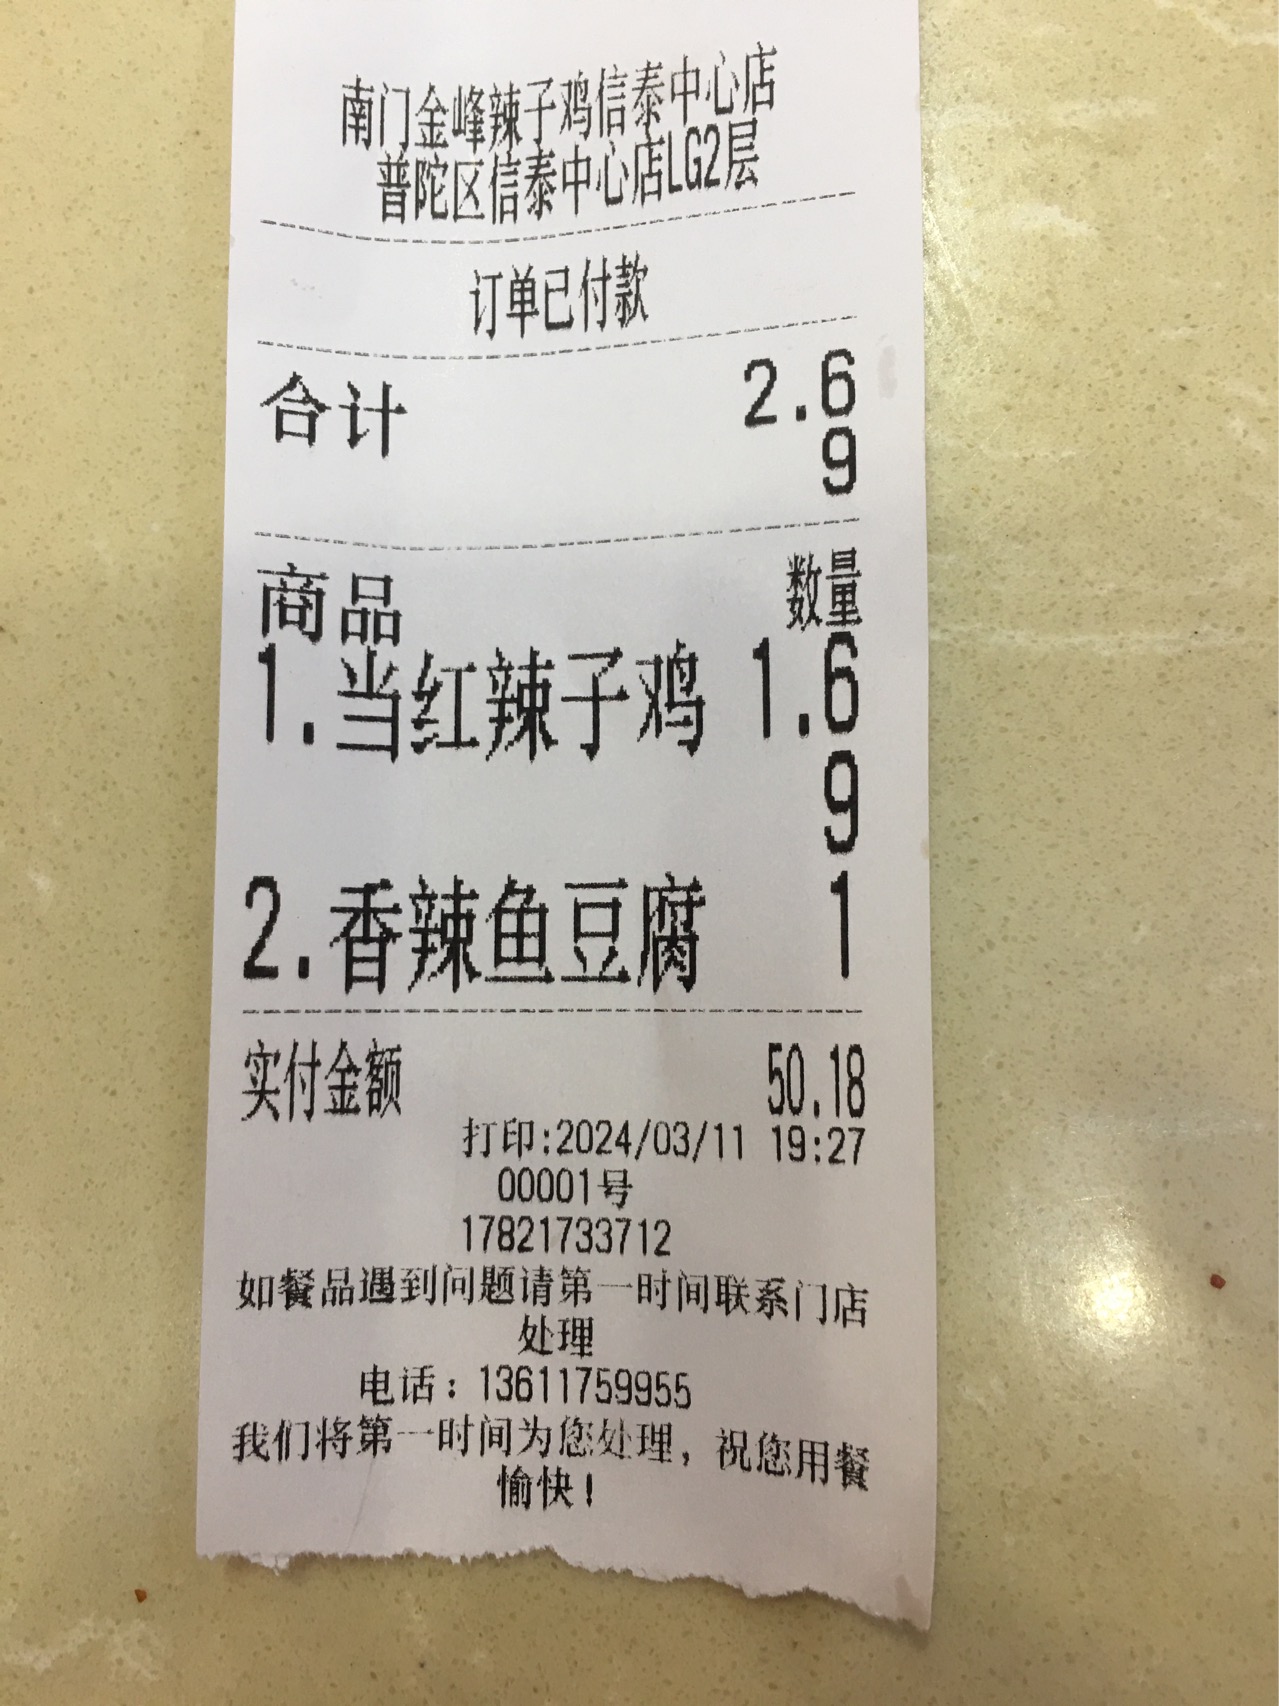 南门金峰辣子鸡信泰中心店
普陀区信泰中心店LG2层
订单已付款
合计 2.6
9
商品 数量
1.当红辣子鸡 1.6
9
2.香辣鱼豆腐 1
实付金额 50.18
打印:2024/03/11 19:27
00001号
17821733712
如餐品遇到问题请第一时间联系门店
处理
电话：13611759955
我们将第一时间为您处理，祝您用餐
愉快！